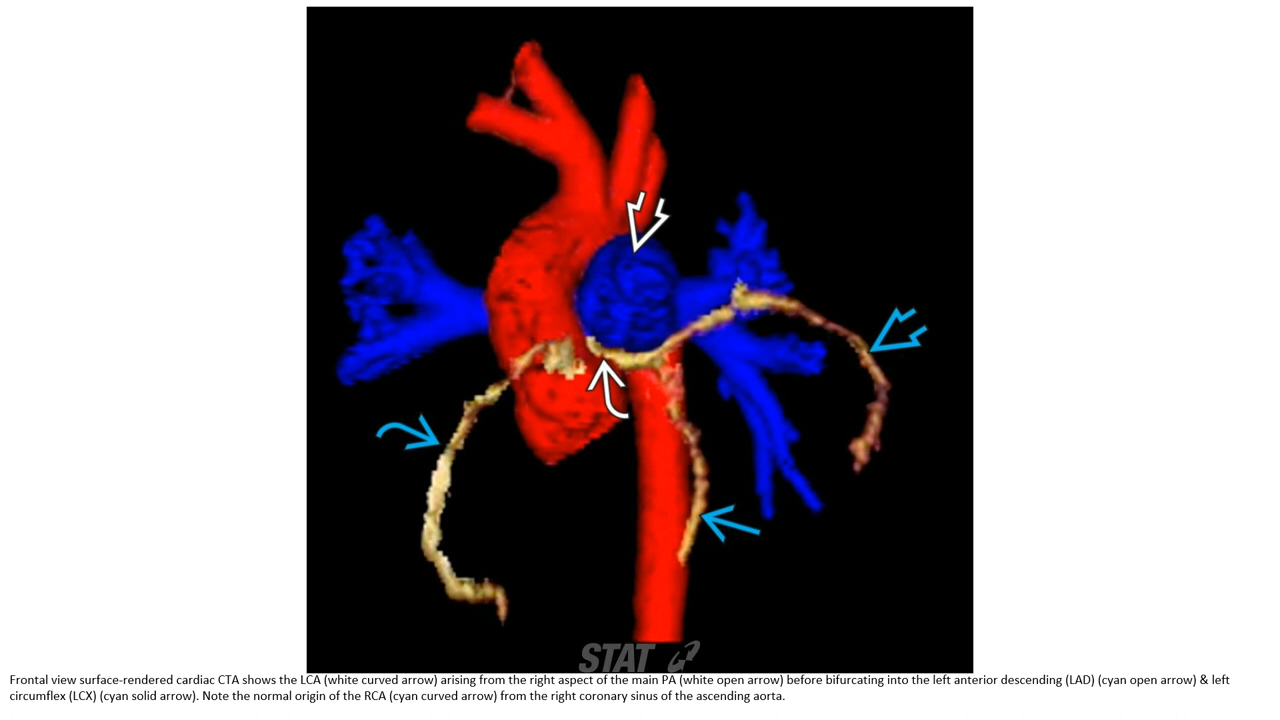 STAT
Frontal view surface-rendered cardiac CTA shows the LCA (white curved arrow) arising from the right aspect of the main PA (white open arrow) before bifurcating into the left anterior descending (LAD) (cyan open arrow) & left
circumflex (LCX) (cyan solid arrow). Note the normal origin of the RCA (cyan curved arrow) from the right coronary sinus of the ascending aorta.